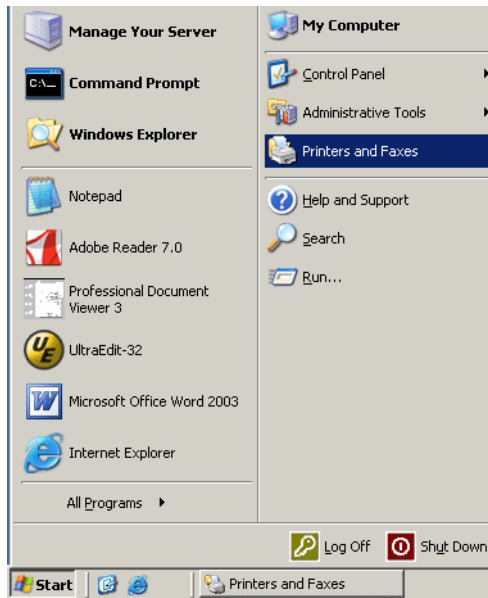 Manage Your Server
Command Prompt
Windows Explorer
Notepad
Adobe Reader 7.0
Professional Document
Viewer 3
UltraEdit-32
Microsoft Office Word 2003
Internet Explorer
All Programs
My Computer
Control Panel
Administrative Tools
Printers and Faxes
Help and Support
Search
Run...
Log Off
Shut Down
Start
Printers and Faxes